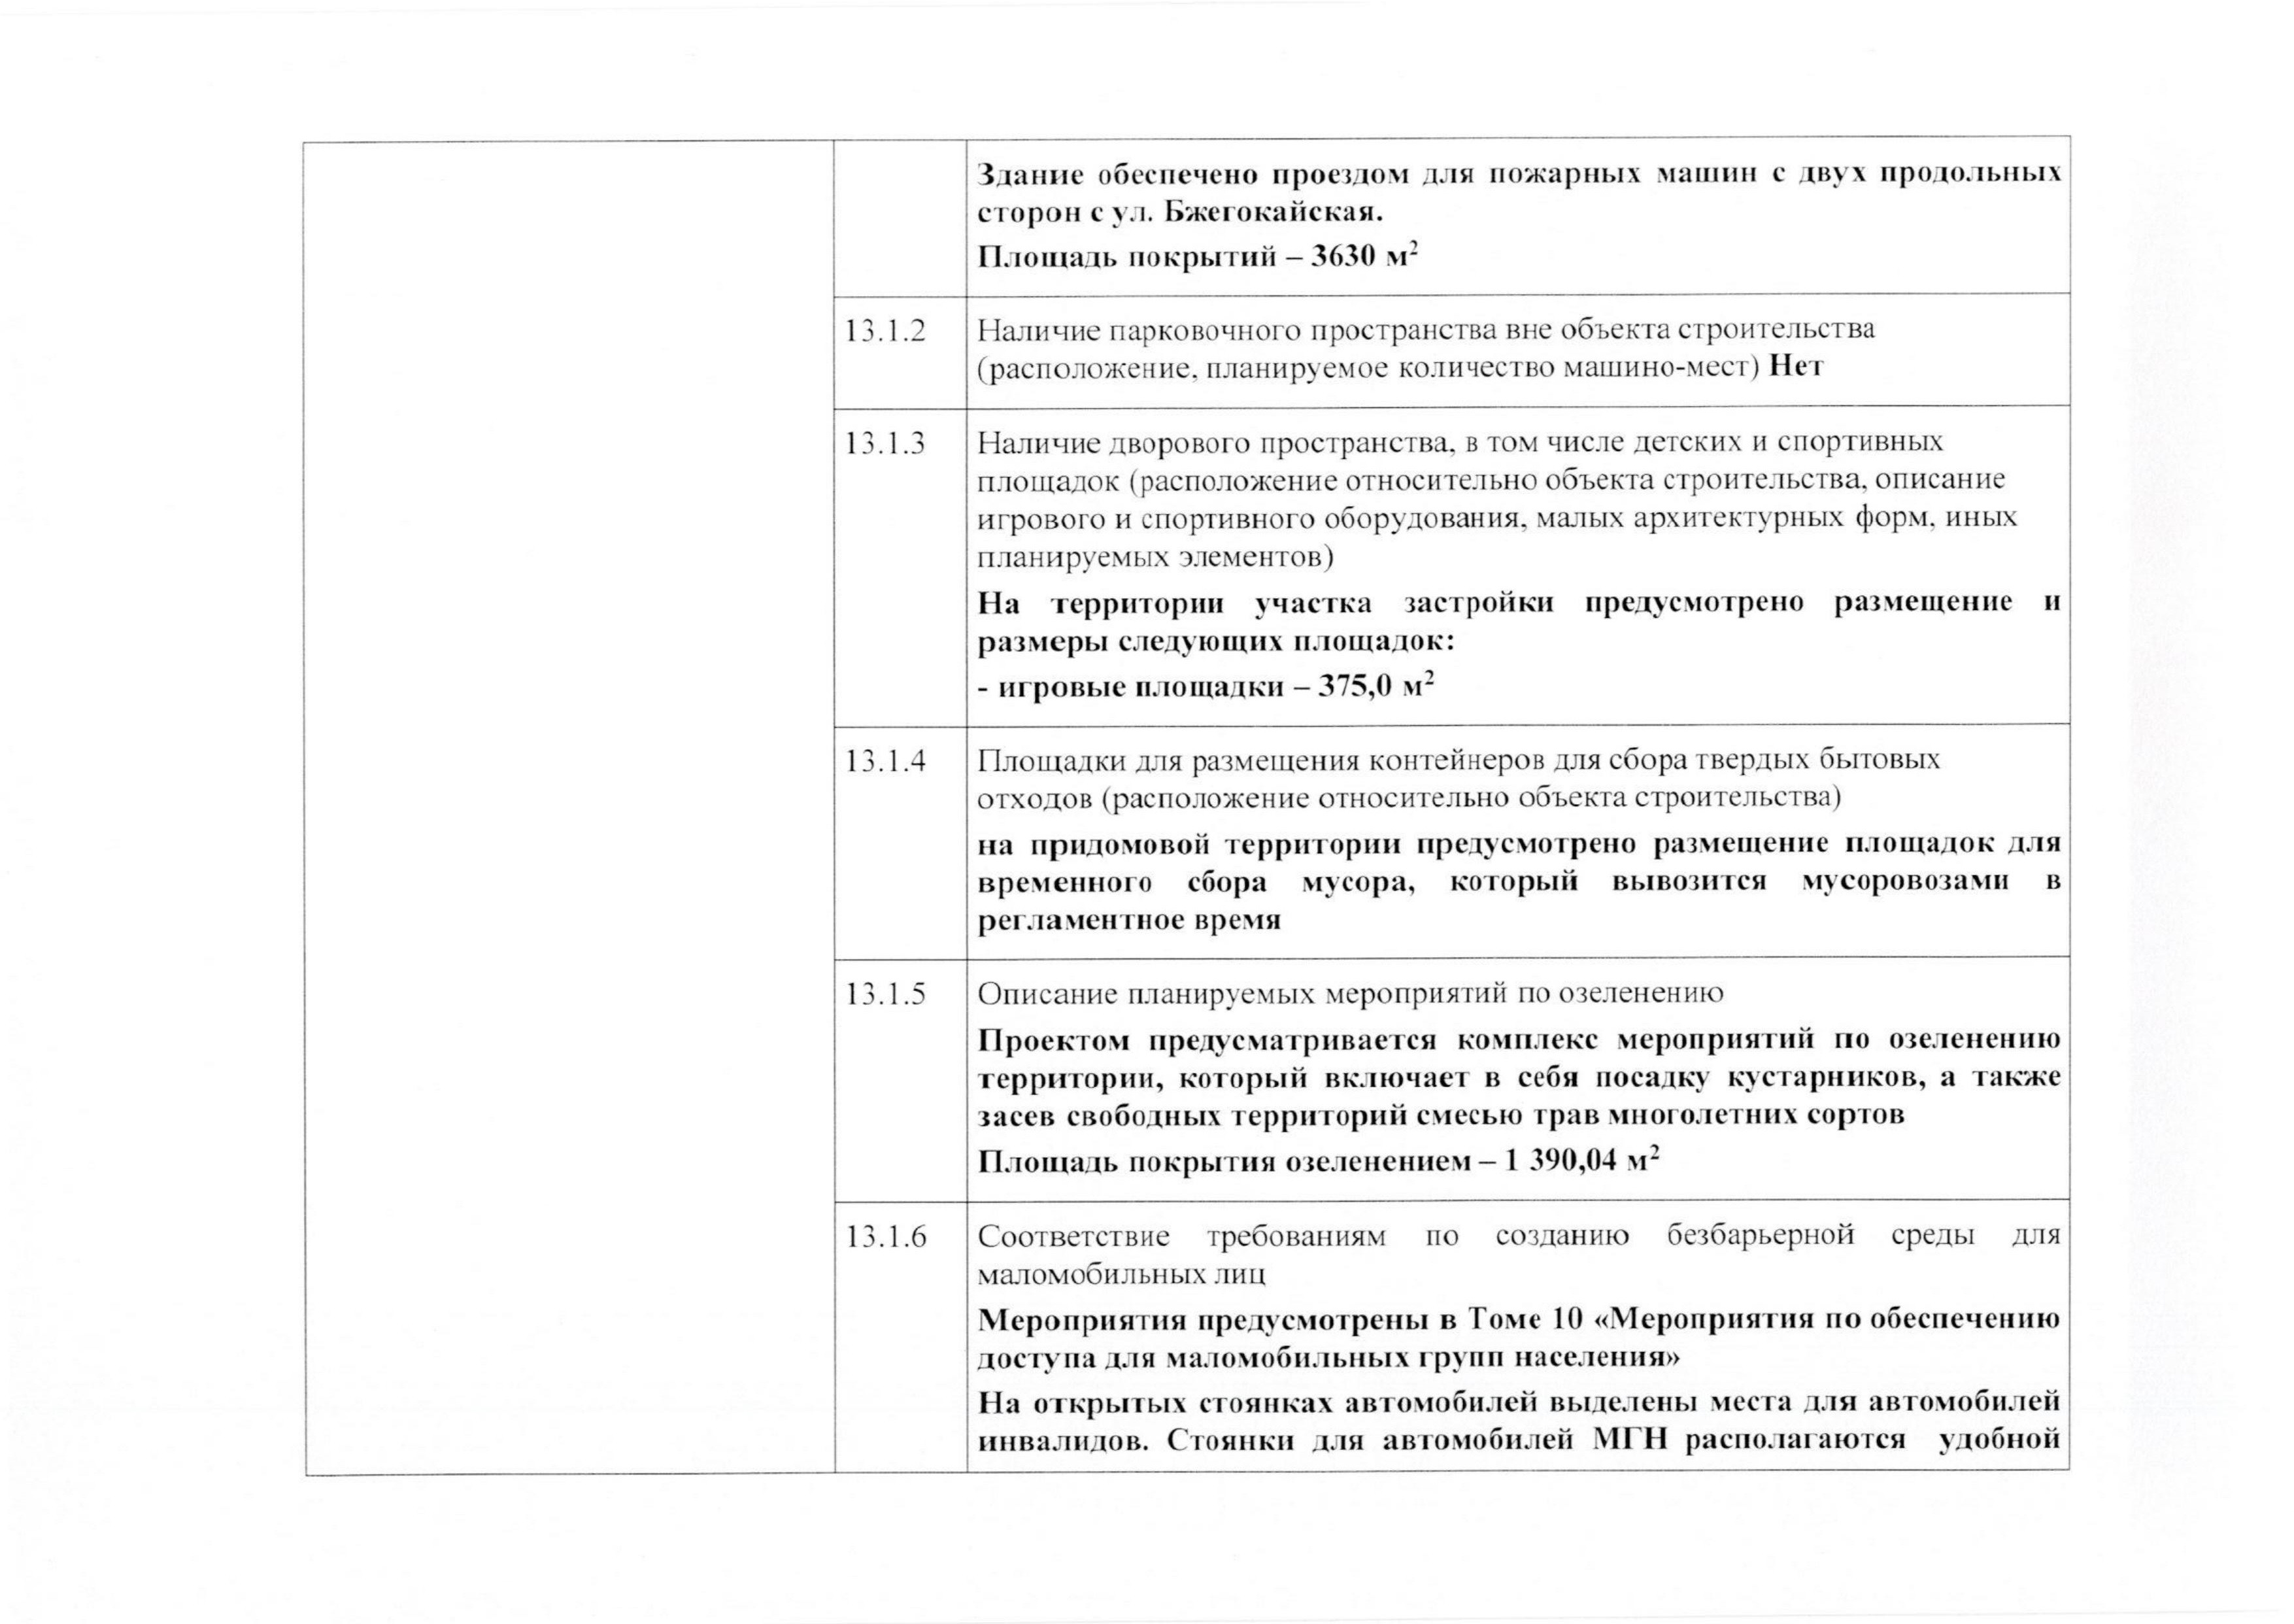 Здание обеспечено проездом для пожарных машин с двух продольных
сторон с ул. Бжегокайская.
Площадь покрытий – 3630 м²
13.1.2
Наличие парковочного пространства вне объекта строительства
(расположение, планируемое количество машино-мест) Нет
13.1.3
Наличие дворового пространства, в том числе детских и спортивных
площадок (расположение относительно объекта строительства, описание
игрового и спортивного оборудования, малых архитектурных форм, иных
планируемых элементов)
На территории участка застройки предусмотрено размещение и
размеры следующих площадок:
- игровые площадки – 375,0 м²
13.1.4
Площадки для размещения контейнеров для сбора твердых бытовых
отходов (расположение относительно объекта строительства)
на придомовой территории предусмотрено размещение площадок для
временного сбора мусора, который вывозится мусоровозами в
регламентное время
13.1.5
Описание планируемых мероприятий по озеленению
Проектом предусматривается комплекс мероприятий по озеленению
территории, который включает в себя посадку кустарников, а также
засев свободных территорий смесью трав многолетних сортов
Площадь покрытия озеленением – 1 390,04 м²
13.1.6
Соответствие требованиям по созданию безбарьерной среды для
маломобильных лиц
Мероприятия предусмотрены в Томе 10 «Мероприятия по обеспечению
доступа для маломобильных групп населения»
На открытых стоянках автомобилей выделены места для автомобилей
инвалидов. Стоянки для автомобилей МГН располагаются удобной